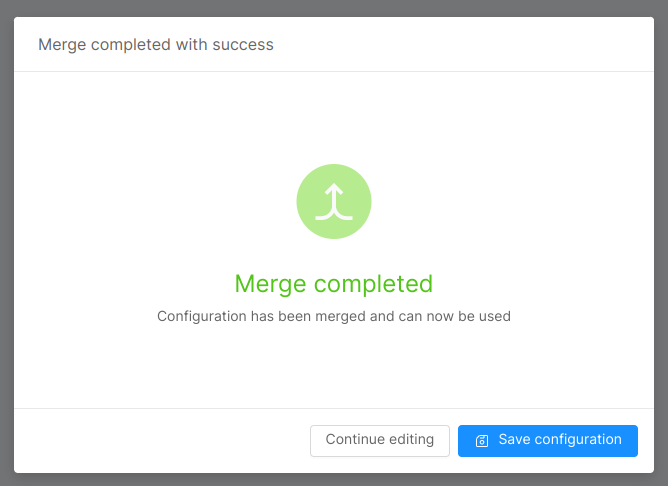 Merge completed with success
Merge completed
Configuration has been merged and can now be used
Continue editing
Save configuration